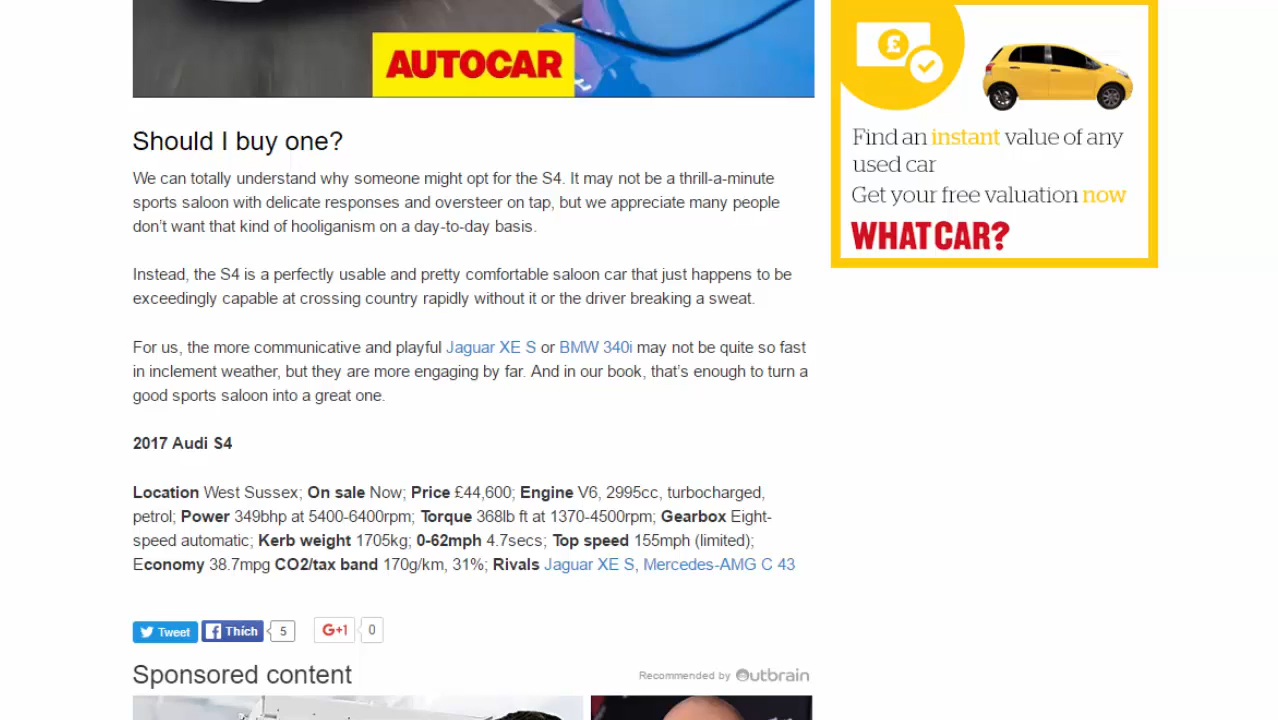 AUTOCAR
Should I buy one?
We can totally understand why someone might opt for the S4. It may not be a thrill-a-minute
sports saloon with delicate responses and oversteer on tap, but we appreciate many people
don’t want that kind of hooliganism on a day-to-day basis.
Instead, the S4 is a perfectly usable and pretty comfortable saloon car that just happens to be
exceedingly capable at crossing country rapidly without it or the driver breaking a sweat.
For us, the more communicative and playful Jaguar XE S or BMW 340i may not be quite so fast
in inclement weather, but they are more engaging by far. And in our book, that’s enough to turn a
good sports saloon into a great one.
2017 Audi S4
Location West Sussex; On sale Now; Price £44,600; Engine V6, 2995cc, turbocharged,
petrol; Power 349bhp at 5400-6400rpm; Torque 368lb ft at 1370-4500rpm; Gearbox Eight-
speed automatic; Kerb weight 1705kg; 0-62mph 4.7secs; Top speed 155mph (limited);
Economy 38.7mpg CO2/tax band 170g/km, 31%; Rivals Jaguar XE S, Mercedes-AMG C 43
Tweet Thích 5 G+1 0
Sponsored content
Recommended by Outbrain
£
Find an instant value of any
used car
Get your free valuation now
WHAT CAR?